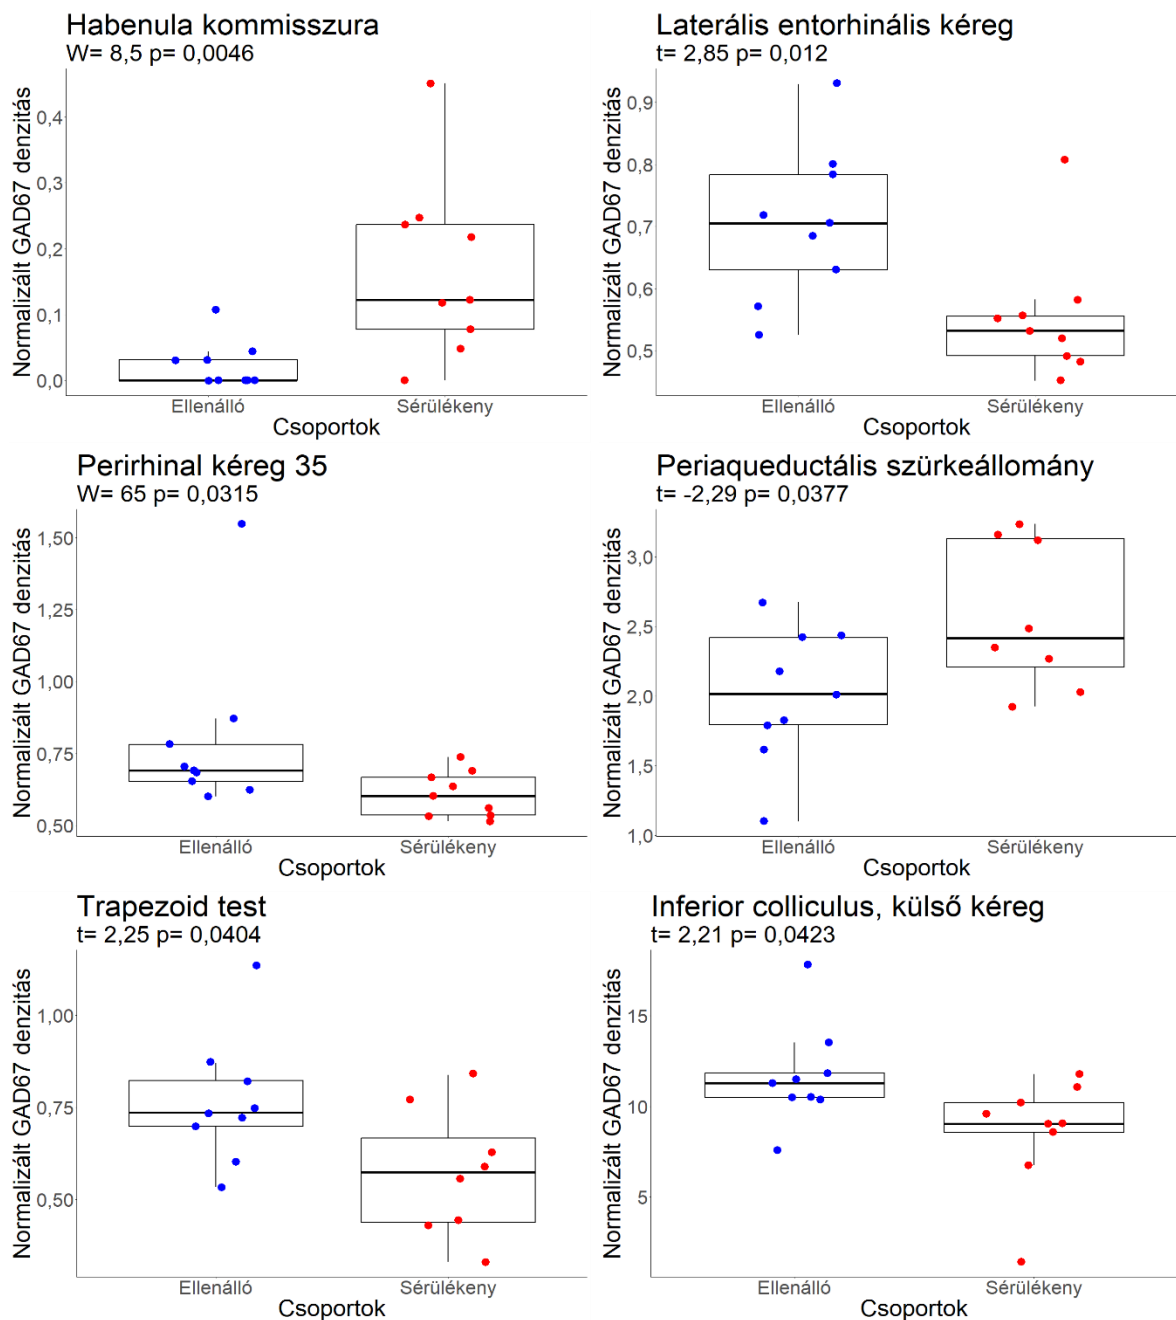 Habenula kommisszura
W= 8,5 p= 0,0046
Normalizált GAD67 denzitás
0,4
0,3
0,2
0,1
0,0
Ellenálló
Sérülékeny
Csoportok
Laterális entorhinális kéreg
t= 2,85 p= 0,012
Normalizált GAD67 denzitás
0,9
0,8
0,7
0,6
0,5
Ellenálló
Sérülékeny
Csoportok
Perirhinal kéreg 35
W= 65 p= 0,0315
Normalizált GAD67 denzitás
1,50
1,25
1,00
0,75
0,50
Ellenálló
Sérülékeny
Csoportok
Periaqueductális szürkeállomány
t= -2,29 p= 0,0377
Normalizált GAD67 denzitás
3,0
2,5
2,0
1,5
1,0
Ellenálló
Sérülékeny
Csoportok
Trapezoid test
t= 2,25 p= 0,0404
Normalizált GAD67 denzitás
1,00
0,75
0,50
Ellenálló
Sérülékeny
Csoportok
Inferior colliculus, külső kéreg
t= 2,21 p= 0,0423
Normalizált GAD67 denzitás
15
10
5
Ellenálló
Sérülékeny
Csoportok